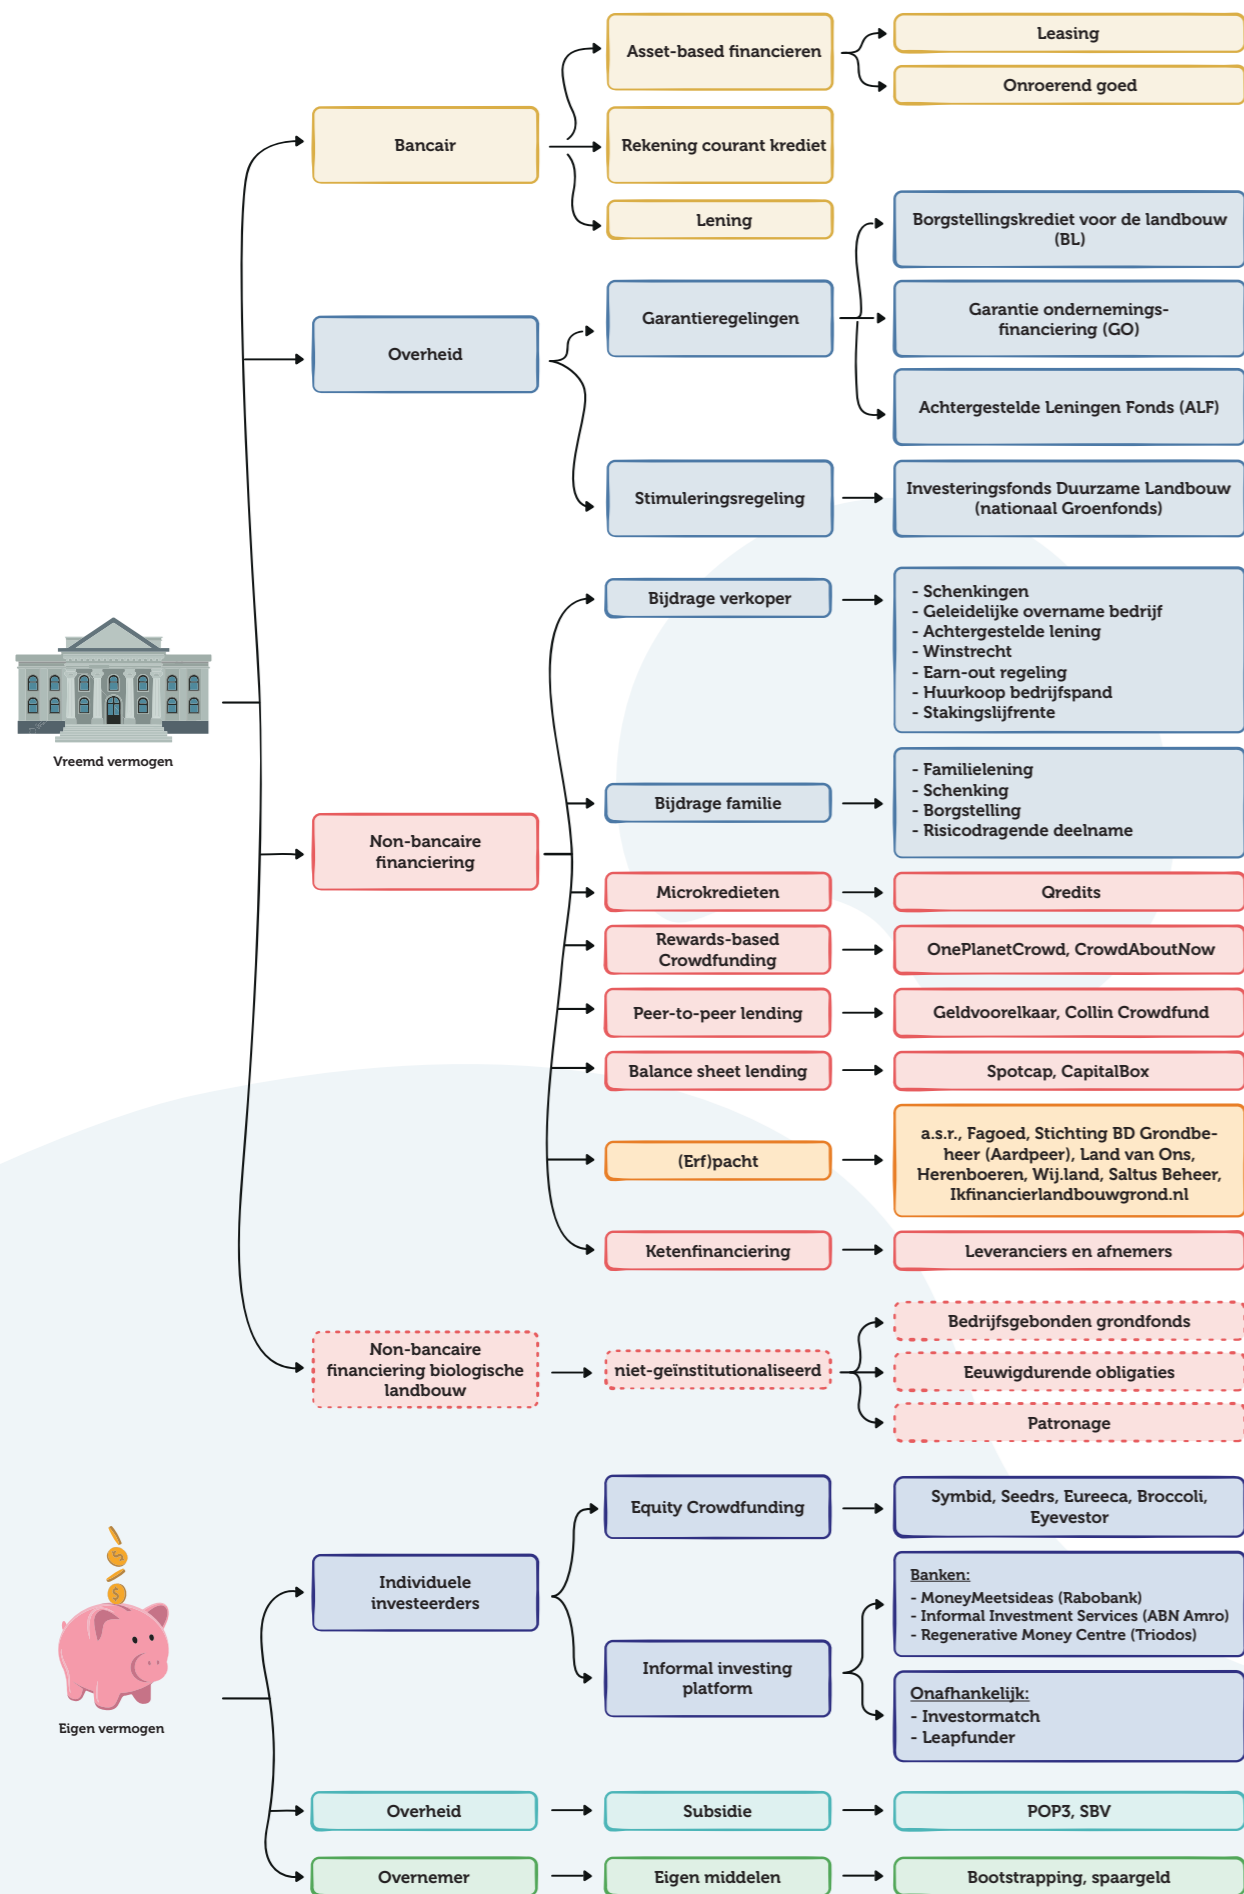 Leasing
Asset-based financieren
Onroerend goed
Bancair
Rekening courant krediet
Lening
Borgstellingskrediet voor de landbouw
(BL)
Garantieregelingen
Garantie ondernemings-
financiering (GO)
Overheid
Achtergestelde Leningen Fonds (ALF)
Stimuleringsregeling
Investeringsfonds Duurzame Landbouw
(nationaal Groenfonds)
Bijdrage verkoper
- Schenkingen
- Geleidelijke overname bedrijf
- Achtergestelde lening
- Winstrecht
- Earn-out regeling
- Huurkoop bedrijfspand
- Stakingslijfrente
Vreemd vermogen
Bijdrage familie
- Familielening
- Schenking
- Borgstelling
- Risicodragende deelname
Non-bancaire
financiering
Microkredieten
Qredits
Rewards-based
Crowdfunding
OnePlanetCrowd, CrowdAboutNow
Peer-to-peer lending
Geldvoorelkaar, Collin Crowdfund
Balance sheet lending
Spotcap, CapitalBox
(Erf)pacht
a.s.r., Fagoed, Stichting BD Grondbe-
heer (Aardpeer), Land van Ons,
Herenboeren, Wij.land, Saltus Beheer,
Ikfinancierlandbouwgrond.nl
Ketenfinanciering
Leveranciers en afnemers
Non-bancaire
financiering biologische
landbouw
niet-geïnstitutionaliseerd
Bedrijfsgebonden grondfonds
Eeuwigdurende obligaties
Patronage
Equity Crowdfunding
Symbid, Seedrs, Eureeca, Broccoli,
Eyevestor
Individuele
investeerders
Banken:
- MoneyMeetsideas (Rabobank)
- Informal Investment Services (ABN Amro)
- Regenerative Money Centre (Triodos)
Informal investing
platform
Onafhankelijk:
- Investormatch
- Leapfunder
Eigen vermogen
Overheid
Subsidie
POP3, SBV
Overnemer
Eigen middelen
Bootstrapping, spaargeld